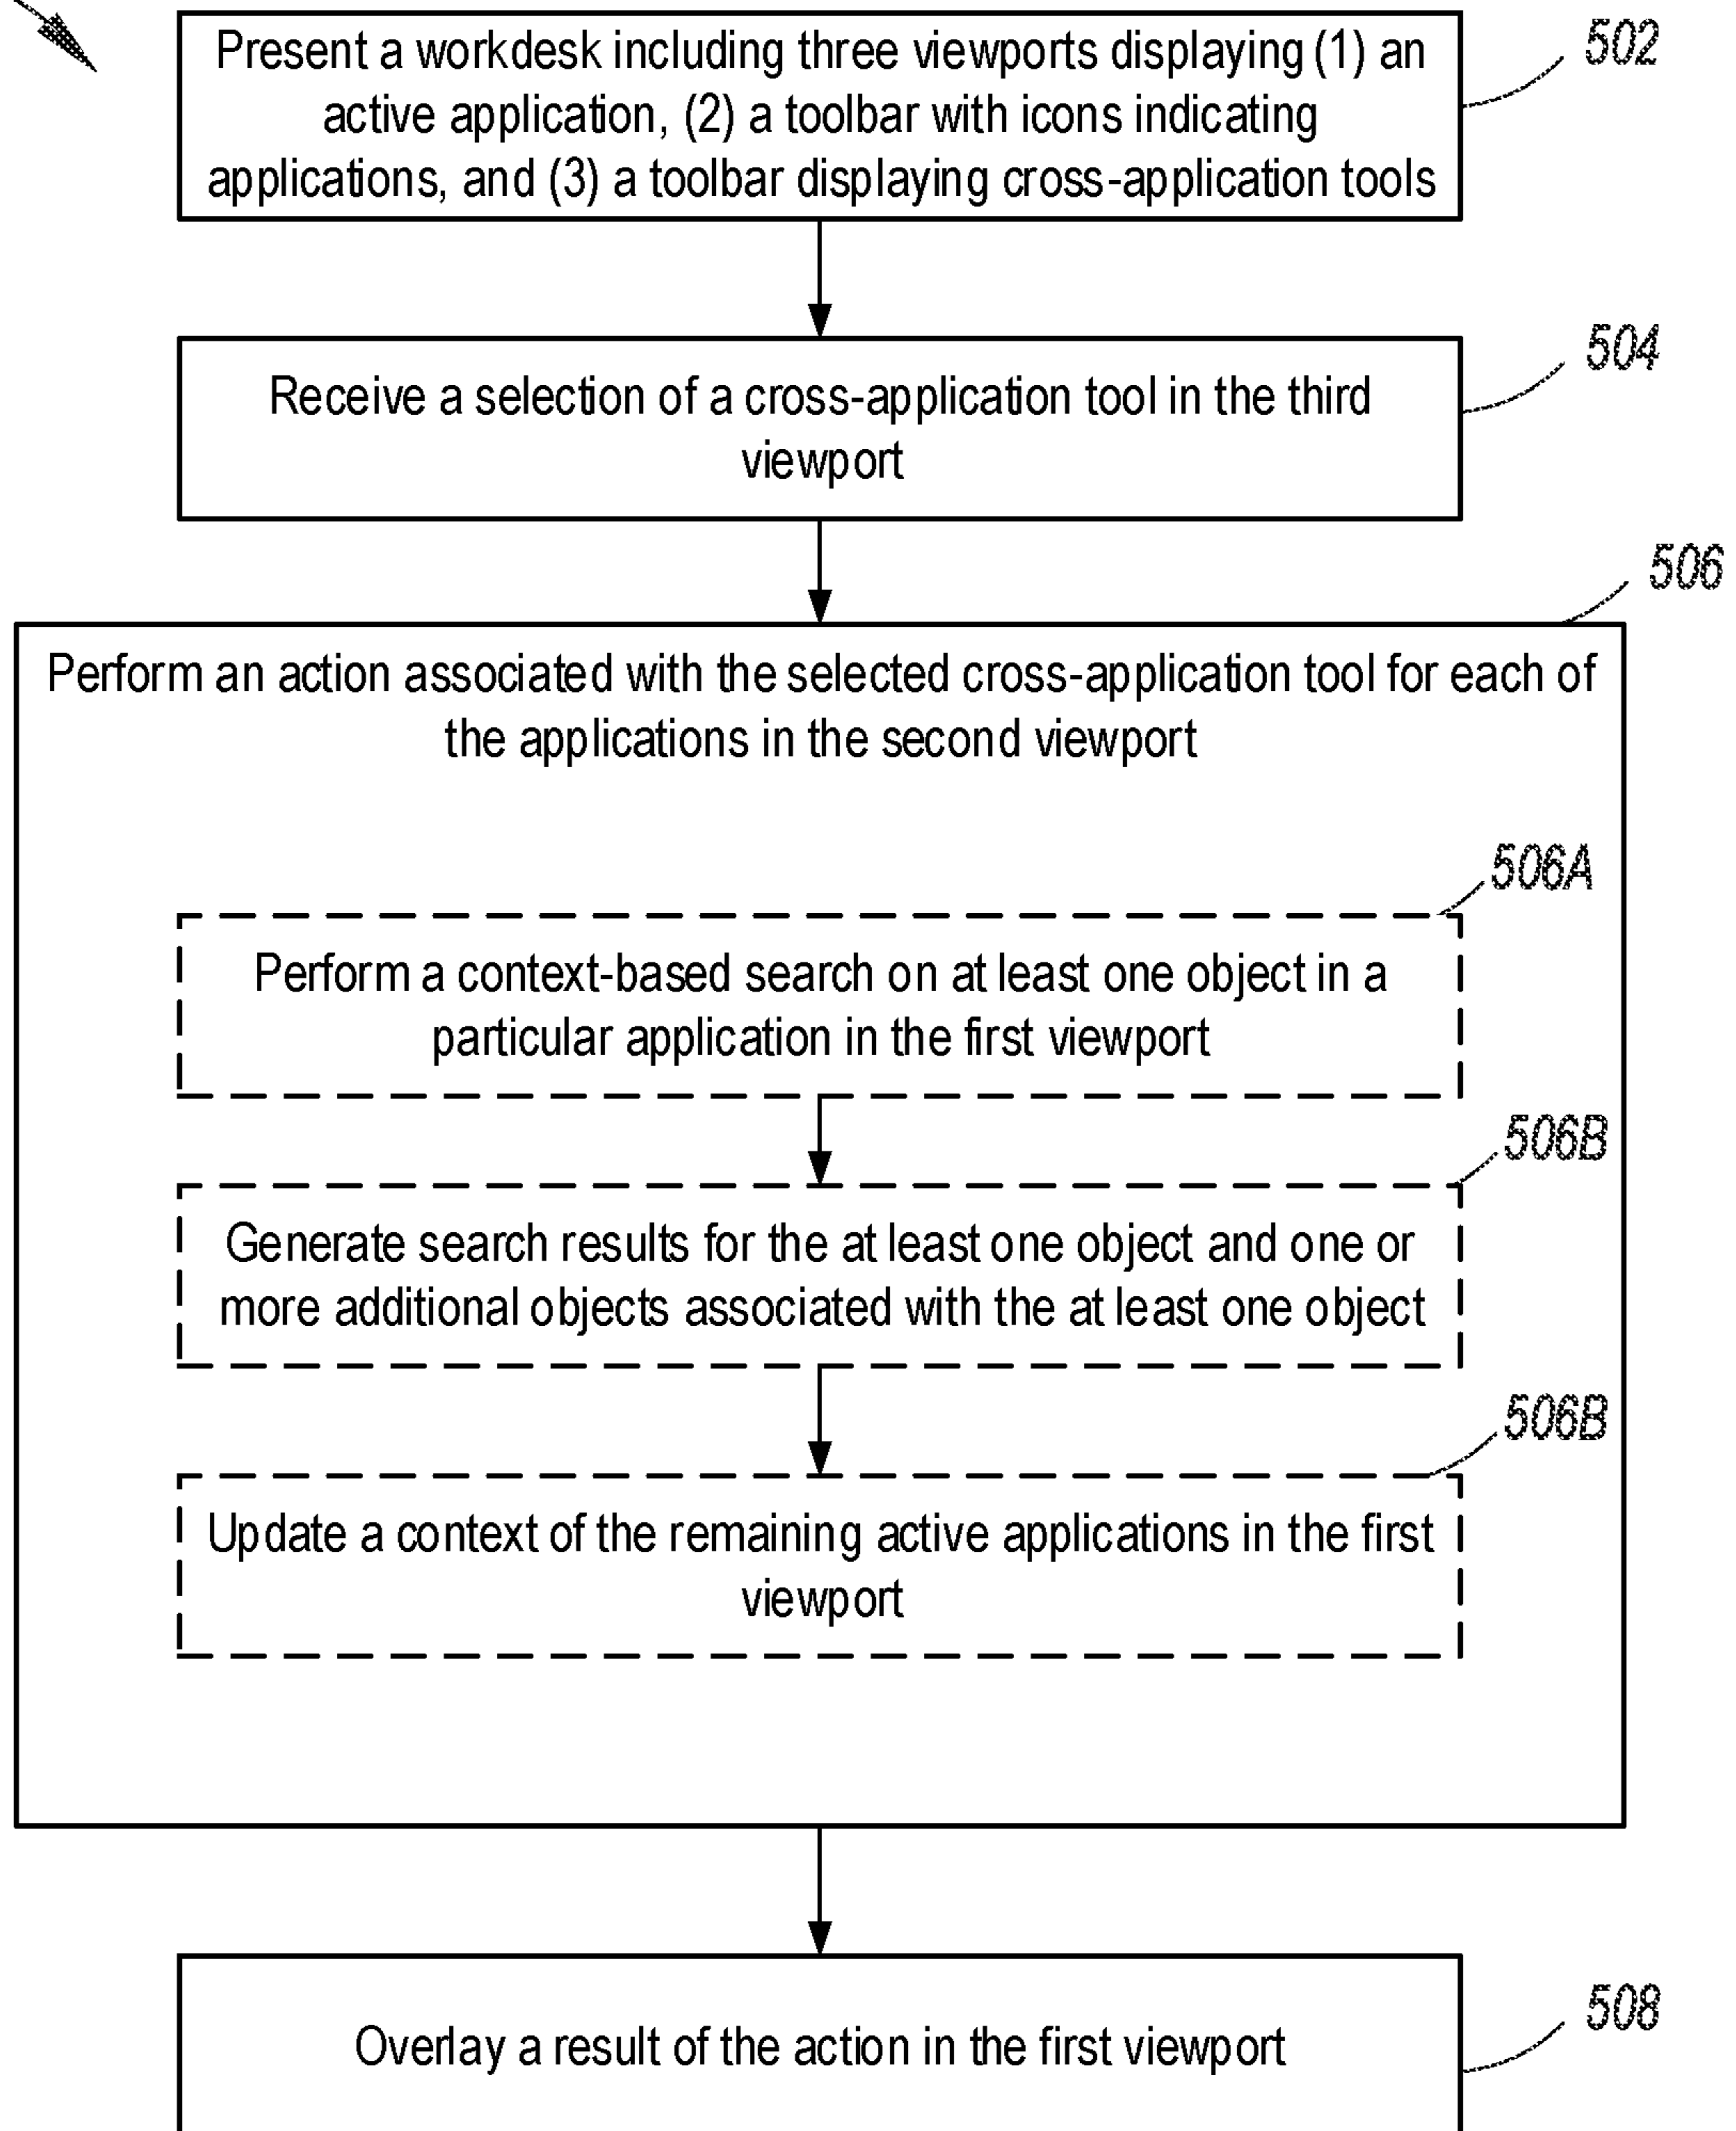 Present a workdesk including three viewports displaying (1) an
active application, (2) a toolbar with icons indicating
applications, and (3) a toolbar displaying cross-application tools
502
Receive a selection of a cross-application tool in the third
viewport
504
506
Perform an action associated with the selected cross-application tool for each of
the applications in the second viewport
506A
Perform a context-based search on at least one object in a
particular application in the first viewport
506B
Generate search results for the at least one object and one or
more additional objects associated with the at least one object
506B
Update a context of the remaining active applications in the first
viewport
Overlay a result of the action in the first viewport
508